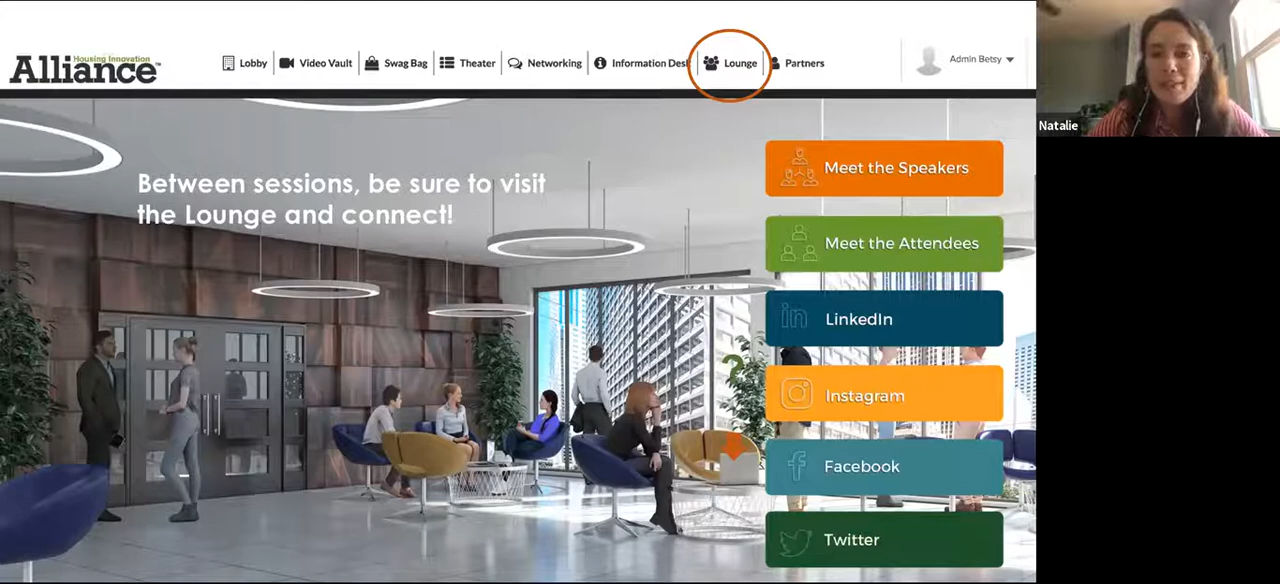 Housing Innovation
Alliance™
Lobby
Video Vault
Swag Bag
Theater
Networking
Information Desk
Lounge
Partners
Admin Betsy
Natalie
Between sessions, be sure to visit
the Lounge and connect!
Meet the Speakers
Meet the Attendees
LinkedIn
Instagram
Facebook
Twitter